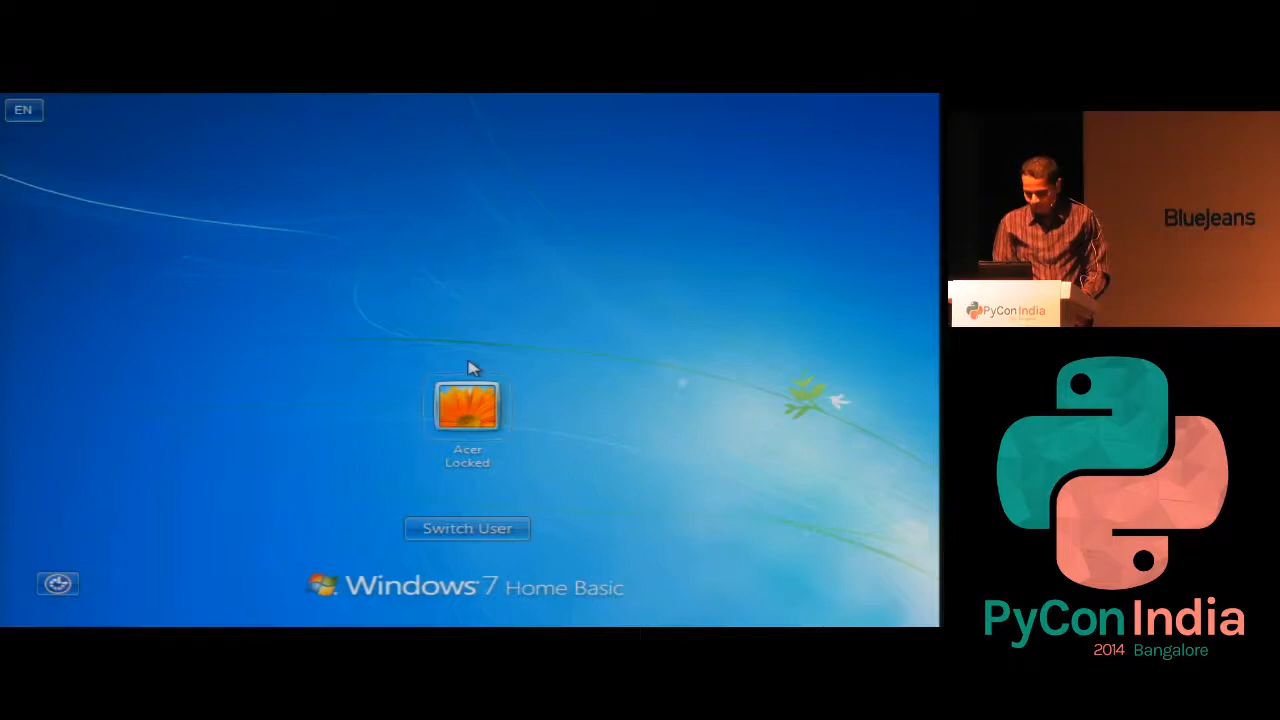 EN
Acer
Locked
Switch User
Windows 7 Home Basic
BlueJeans
PyCon India
PyCon India
2014 Bangalore